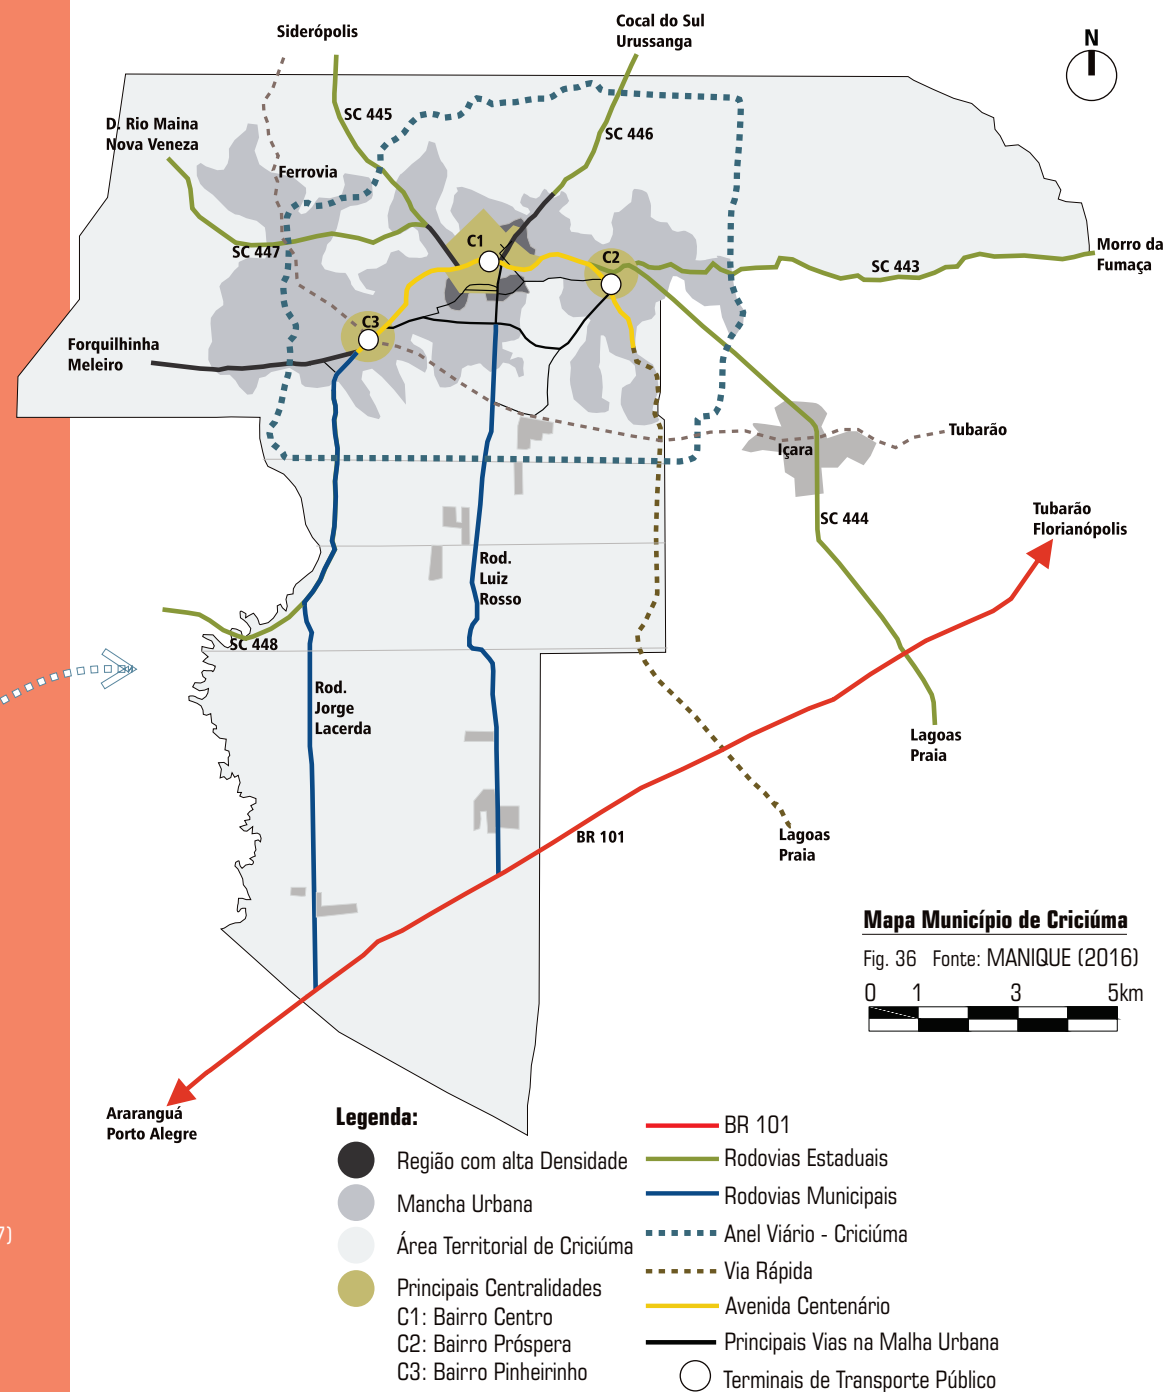 Siderópolis
Cocal do Sul
Urussanga
N
D. Rio Maina
Nova Veneza
SC 445
SC 446
Ferrovia
SC 447
C1
C2
Morro da
Fumaça
SC 443
C3
Forquilhinha
Meleiro
Tubarão
Içara
SC 444
Tubarão
Florianópolis
Rod.
Luiz
Rosso
SC 448
Rod.
Jorge
Lacerda
Lagoas
Praia
BR 101
Lagoas
Praia
Mapa Município de Criciúma
Fig. 36 Fonte: MANIQUE (2016)
0 1 3 5km
Araranguá
Porto Alegre
Legenda:
Região com alta Densidade
Mancha Urbana
Área Territorial de Criciúma
Principais Centralidades
C1: Bairro Centro
C2: Bairro Próspera
C3: Bairro Pinheirinho
BR 101
Rodovias Estaduais
Rodovias Municipais
Anel Viário - Criciúma
Via Rápida
Avenida Centenário
Principais Vias na Malha Urbana
Terminais de Transporte Público
7)